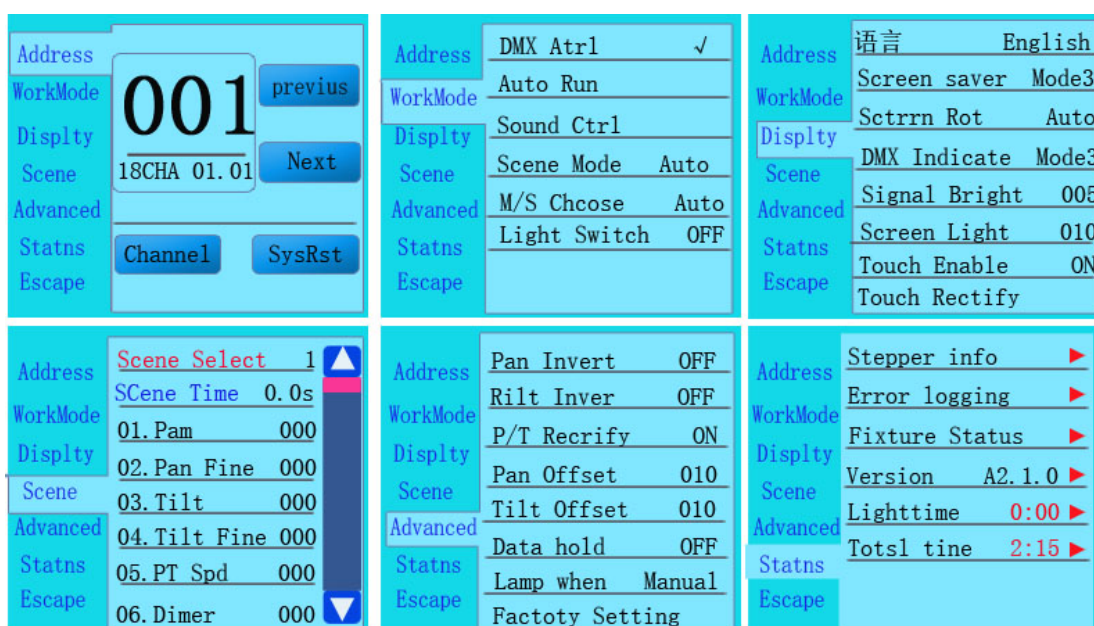 Address
WorkMode
Displty
Scene
Advanced
Statns
Escape
001
18CHA 01.01
previus
Next
Channel
SysRst
Address
WorkMode
Displty
Scene
Advanced
Statns
Escape
DMX Atrl √
Auto Run
Sound Ctrl
Scene Mode Auto
M/S Chcose Auto
Light Switch OFF
Address
WorkMode
Displty
Scene
Advanced
Statns
Escape
语言 English
Screen saver Mode3
Sctrrn Rot Auto
DMX Indicate Mode3
Signal Bright 005
Screen Light 010
Touch Enable ON
Touch Rectify
Address
WorkMode
Displty
Scene
Advanced
Statns
Escape
Scene Select 1
SCene Time 0.0s
01.Pam 000
02.Pan Fine 000
03.Tilt 000
04.Tilt Fine 000
05.PT Spd 000
06.Dimer 000
Address
WorkMode
Displty
Scene
Advanced
Statns
Escape
Pan Invert OFF
Rilt Inver OFF
P/T Recrify ON
Pan Offset 010
Tilt Offset 010
Data hold OFF
Lamp when Manual
Factoty Setting
Address
WorkMode
Displty
Scene
Advanced
Statns
Escape
Stepper info
Error logging
Fixture Status
Version A2.1.0
Lighttime 0:00
Totsl tine 2:15